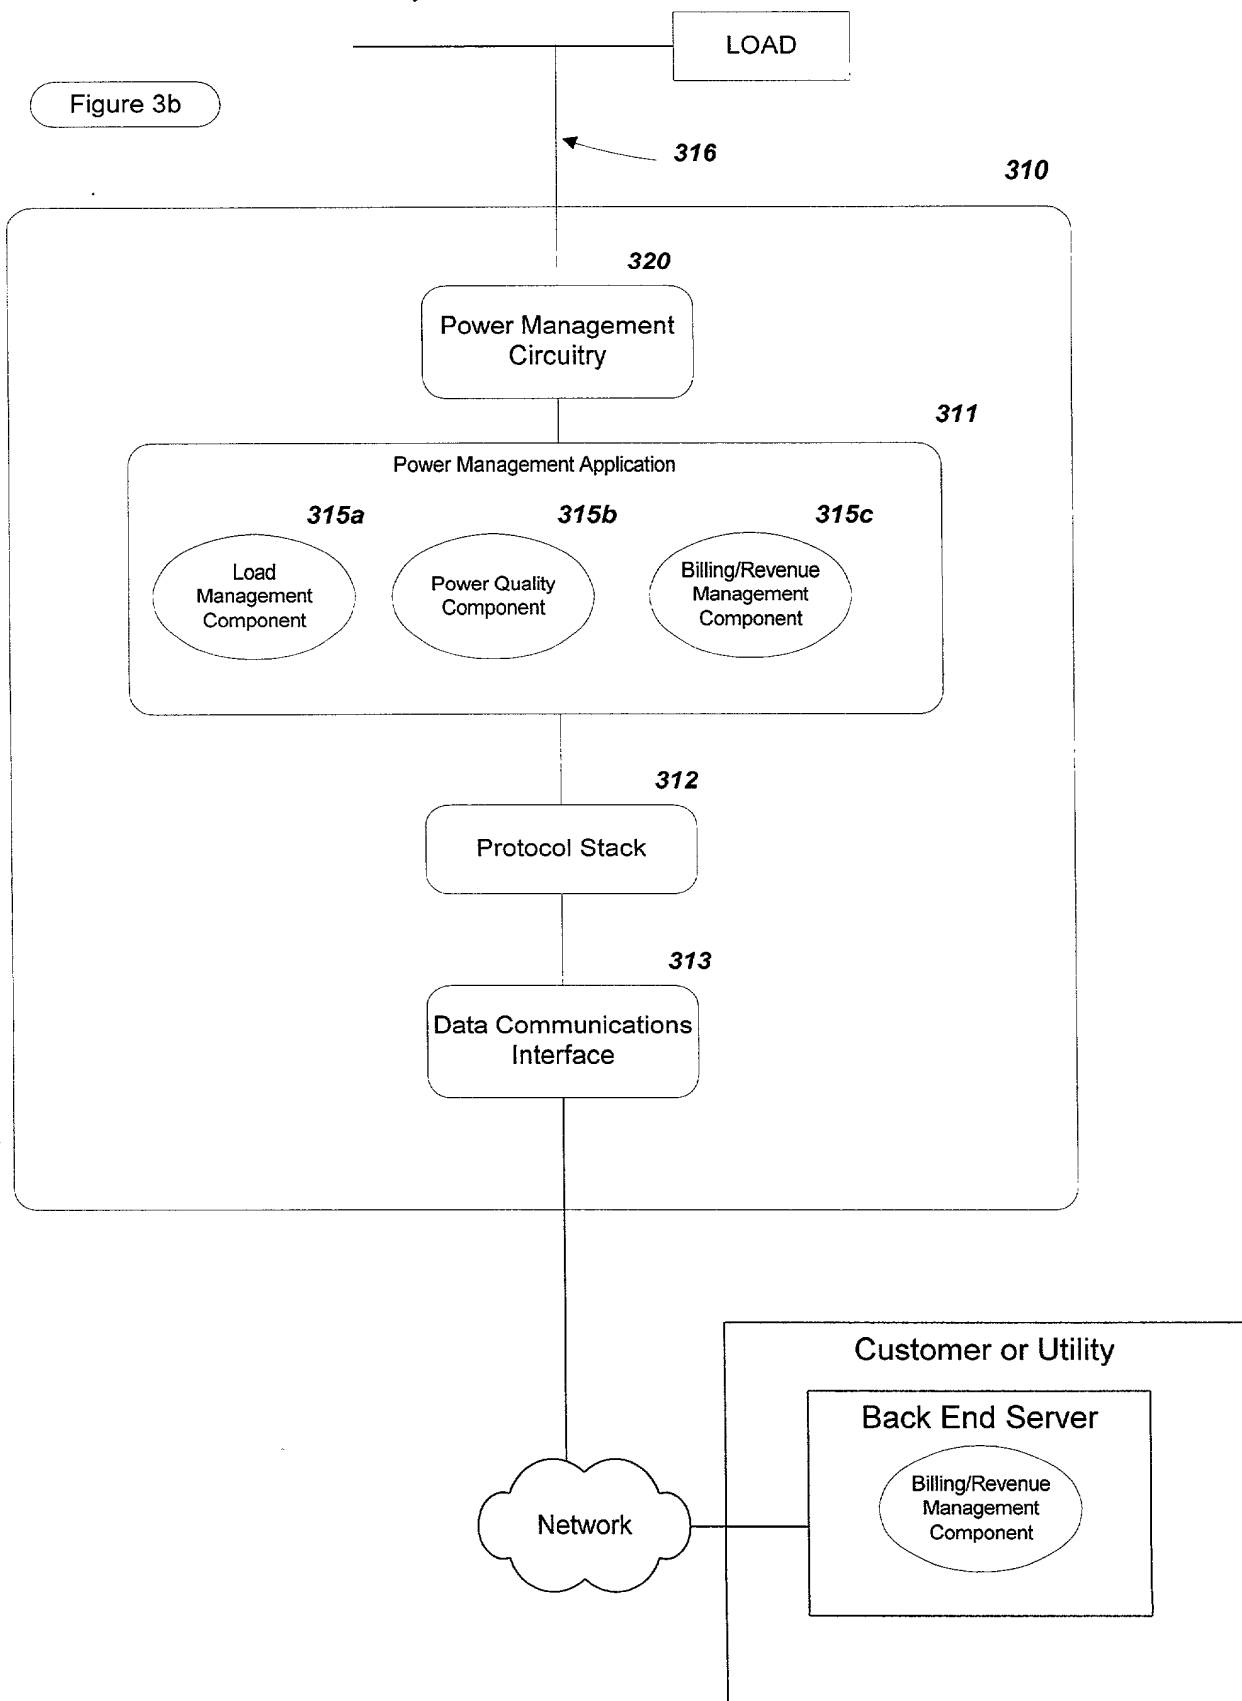 LOAD
Figure 3b
316
310
320
Power Management
Circuitry
311
Power Management Application
315a
315b
315c
Load
Management
Component
Power Quality
Component
Billing/Revenue
Management
Component
312
Protocol Stack
313
Data Communications
Interface
Customer or Utility
Back End Server
Billing/Revenue
Management
Component
Network